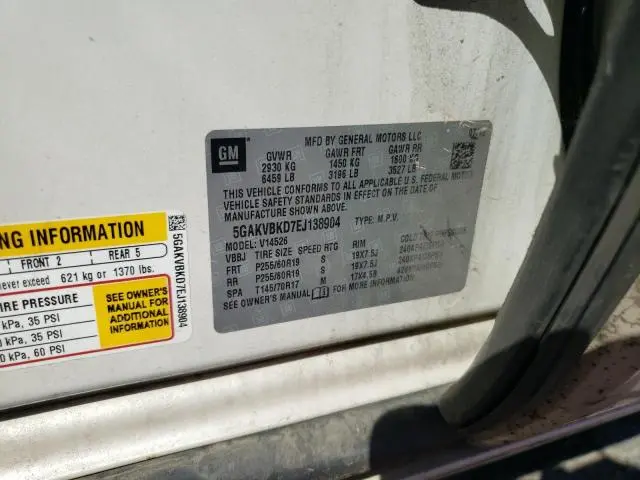 GM
MFD BY GENERAL MOTORS LLC
GVWR GAWR FRT GAWR RR
2930 KG 1450 KG 1600 KG
6459 LB 3196 LB 3527 LB
THIS VEHICLE CONFORMS TO ALL APPLICABLE U.S. FEDERAL MOTOR
VEHICLE SAFETY STANDARDS IN EFFECT ON THE DATE OF
MANUFACTURE SHOWN ABOVE.
5GAKVBKD7EJ138904 TYPE: M.P.V.
MODEL: V14526
VBBJ TIRE SIZE SPEED RTG RIM COLD
FRT P255/60R19 S 19X7.5J
RR P255/60R19 S 19X7.5J
SPA T145/70R17 M 17X4.5B
SEE OWNER'S MANUAL FOR MORE INFORMATION.
NG INFORMATION
FRONT 2 REAR 5
never exceed 621 kg or 1370 lbs.
IRE PRESSURE
kPa, 35 PSI
0 kPa, 35 PSI
0 kPa, 60 PSI
SEE OWNER'S
MANUAL FOR
ADDITIONAL
INFORMATION
5GAKVBKD7EJ138904